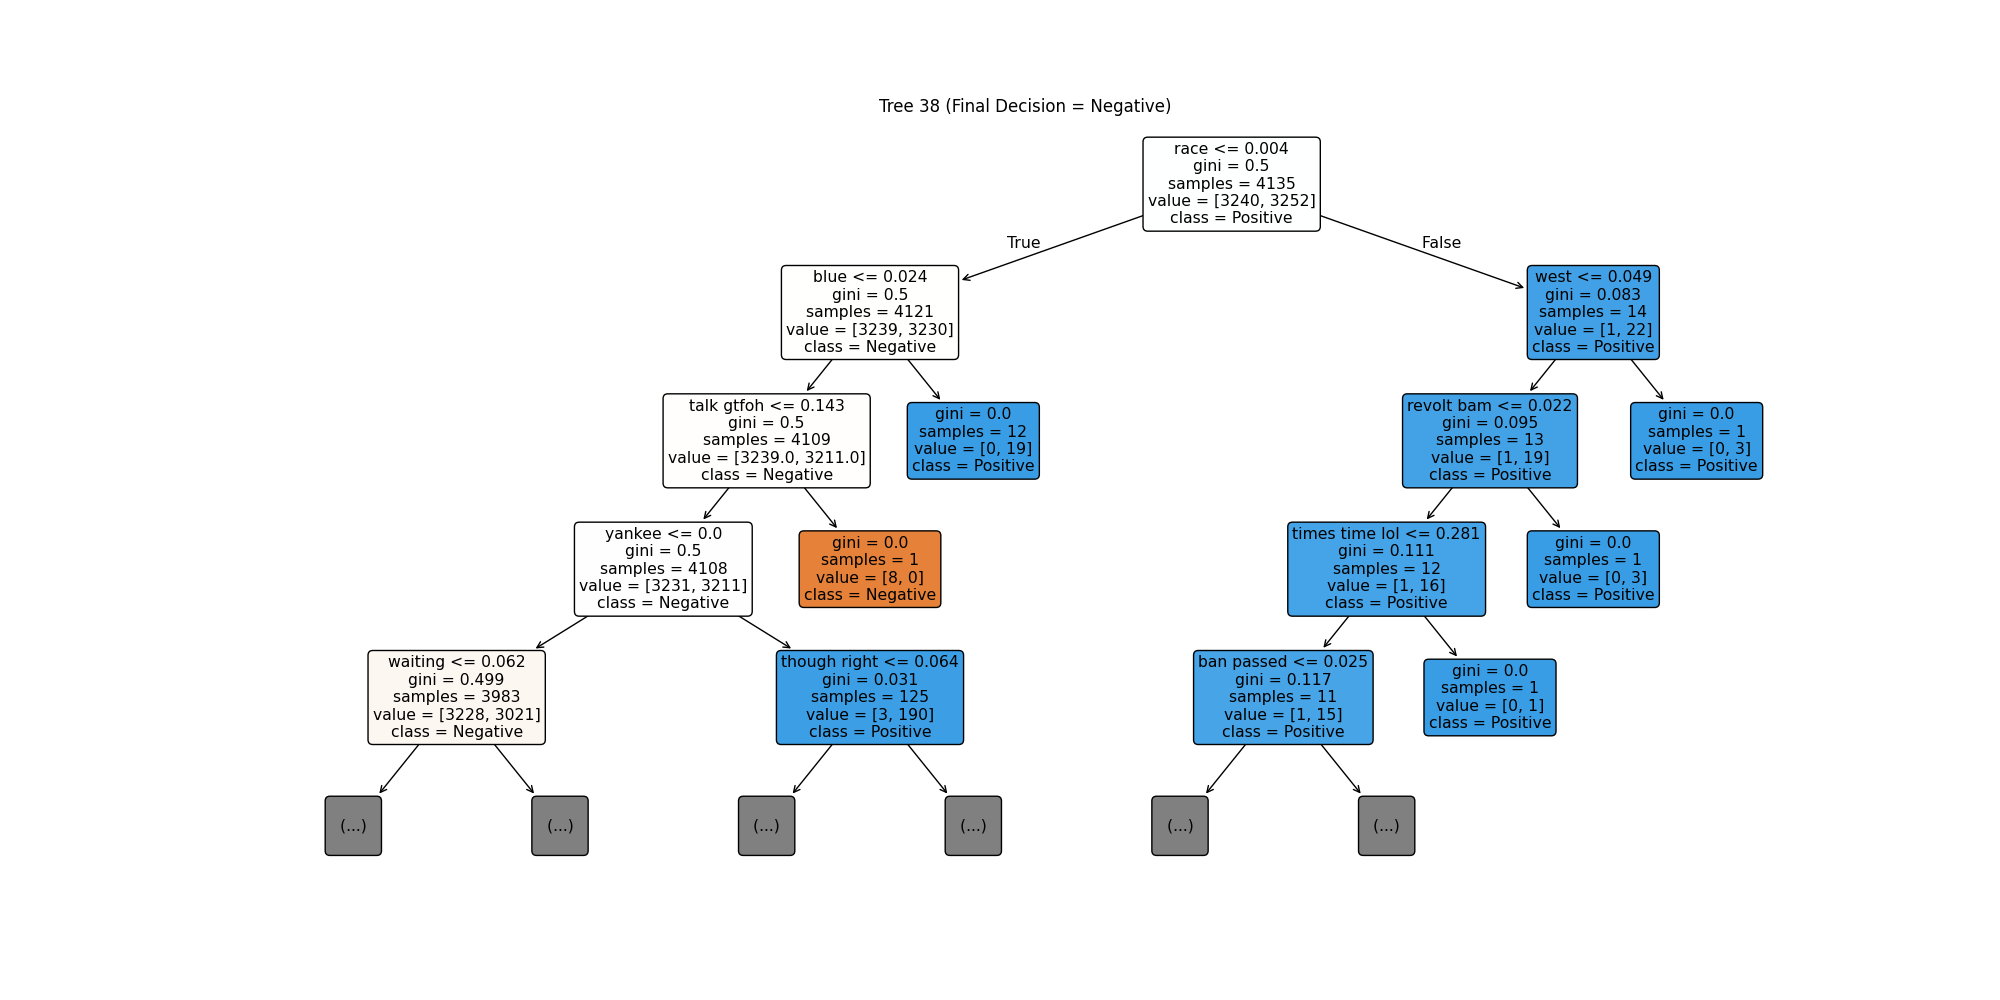 Tree 38 (Final Decision = Negative)
race <= 0.004
gini = 0.5
samples = 4135
value = [3240, 3252]
class = Positive
True
False
blue <= 0.024
gini = 0.5
samples = 4121
value = [3239, 3230]
class = Negative
west <= 0.049
gini = 0.083
samples = 14
value = [1, 22]
class = Positive
talk gtfoh <= 0.143
gini = 0.5
samples = 4109
value = [3239.0, 3211.0]
class = Negative
gini = 0.0
samples = 12
value = [0, 19]
class = Positive
revolt bam <= 0.022
gini = 0.095
samples = 13
value = [1, 19]
class = Positive
gini = 0.0
samples = 1
value = [0, 3]
class = Positive
yankee <= 0.0
gini = 0.5
samples = 4108
value = [3231, 3211]
class = Negative
gini = 0.0
samples = 1
value = [8, 0]
class = Negative
times time lol <= 0.281
gini = 0.111
samples = 12
value = [1, 16]
class = Positive
gini = 0.0
samples = 1
value = [0, 3]
class = Positive
waiting <= 0.062
gini = 0.499
samples = 3983
value = [3228, 3021]
class = Negative
though right <= 0.064
gini = 0.031
samples = 125
value = [3, 190]
class = Positive
ban passed <= 0.025
gini = 0.117
samples = 11
value = [1, 15]
class = Positive
gini = 0.0
samples = 1
value = [0, 1]
class = Positive
(...)
(...)
(...)
(...)
(...)
(...)